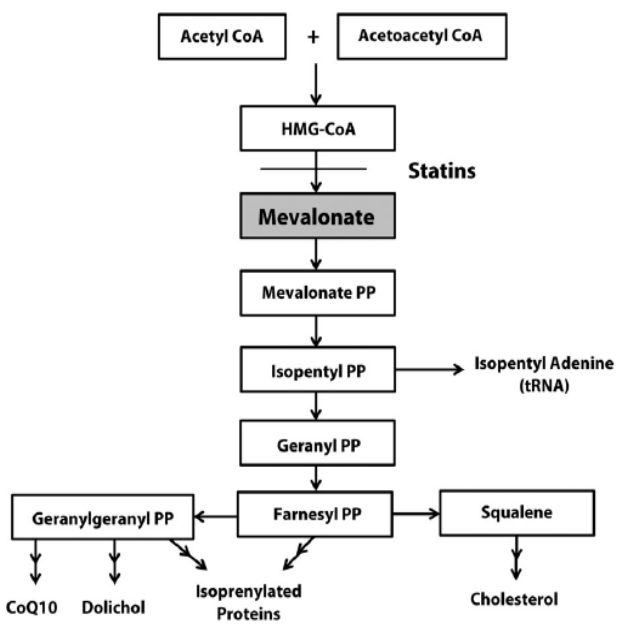 Acetyl CoA + Acetoacetyl CoA
HMG-CoA
Statins
Mevalonate
Mevalonate PP
Isopentyl PP
Isopentyl Adenine
(tRNA)
Geranyl PP
Geranylgeranyl PP
Farnesyl PP
Squalene
CoQ10
Dolichol
Isoprenylated
Proteins
Cholesterol